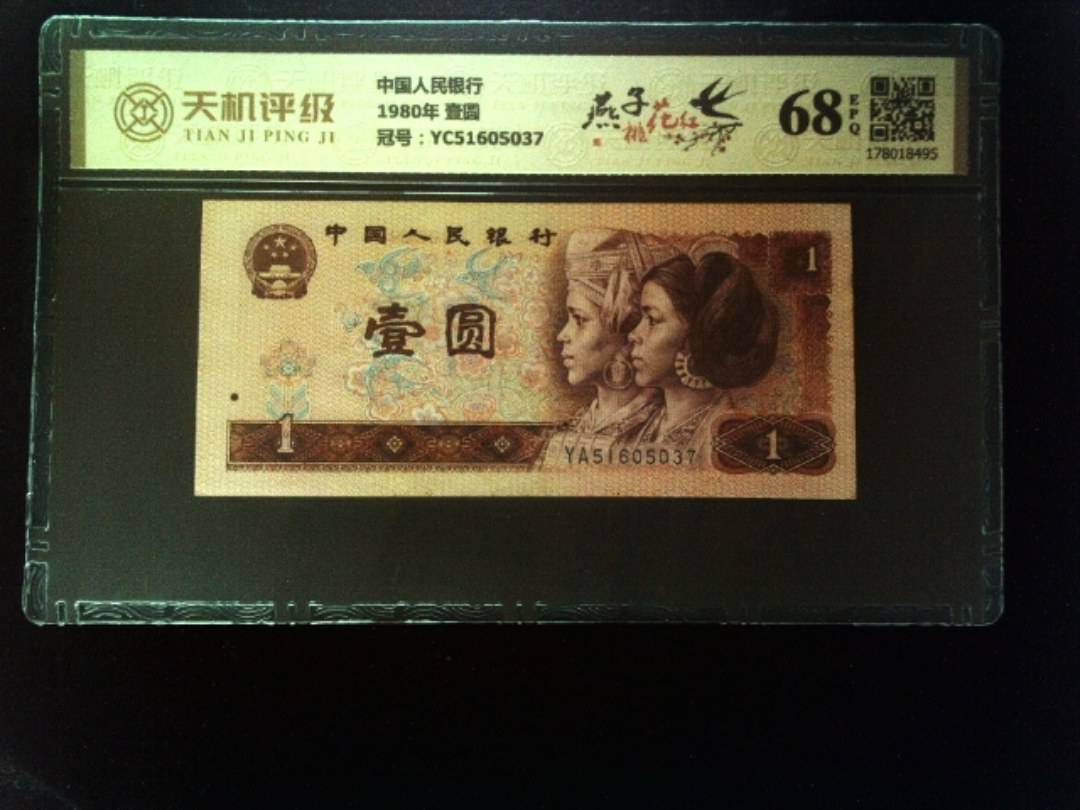 天机评级
TIAN JI PING JI
中国人民银行
1980年 壹圆
冠号：YC51605037
燕子
桃花红
68
EPQ
178018495
中国人民银行
壹圆
1
1
YA51605037
1